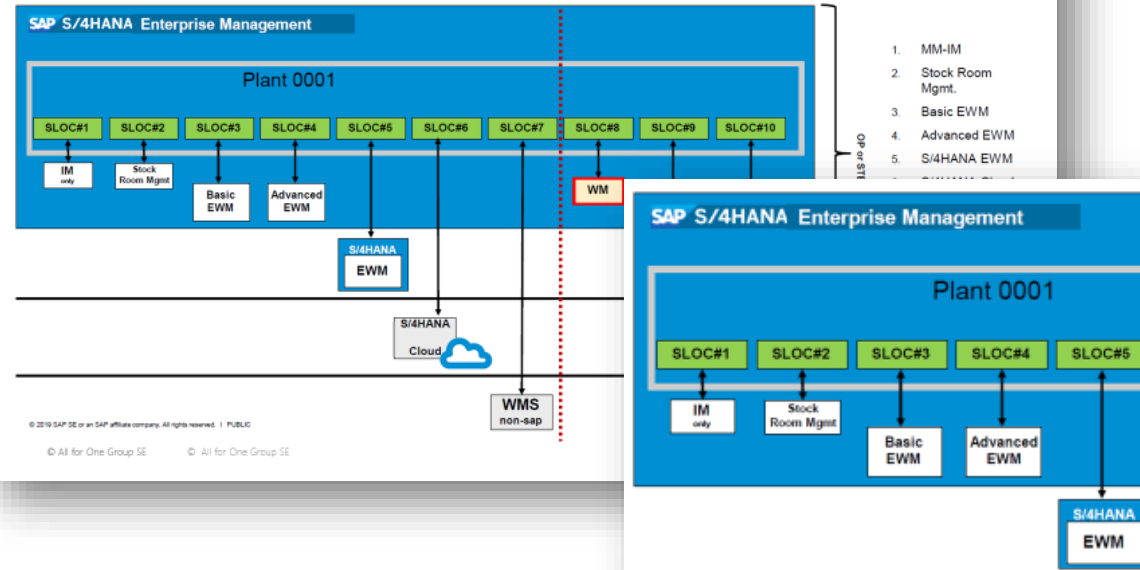 SAP S/4HANA Enterprise Management
Plant 0001
SLOC#1 SLOC#2 SLOC#3 SLOC#4 SLOC#5 SLOC#6 SLOC#7 SLOC#8 SLOC#9 SLOC#10
IM
only
Stock
Room Mgmt
Basic
EWM
Advanced
EWM
WM
S/4HANA
EWM
S/4HANA
Cloud
WMS
non-sap
© 2019 SAP SE or an SAP affiliate company. All rights reserved. I PUBLIC
© All for One Group SE © All for One Group SE
OP or
1. MM-IM
2. Stock Room
Mgmt.
3. Basic EWM
4. Advanced EWM
5. S/4HANA EWM
SAP S/4HANA Enterprise Management
Plant 0001
SLOC#1 SLOC#2 SLOC#3 SLOC#4 SLOC#5
IM
only
Stock
Room Mgmt
Basic
EWM
Advanced
EWM
S/4HANA
EWM